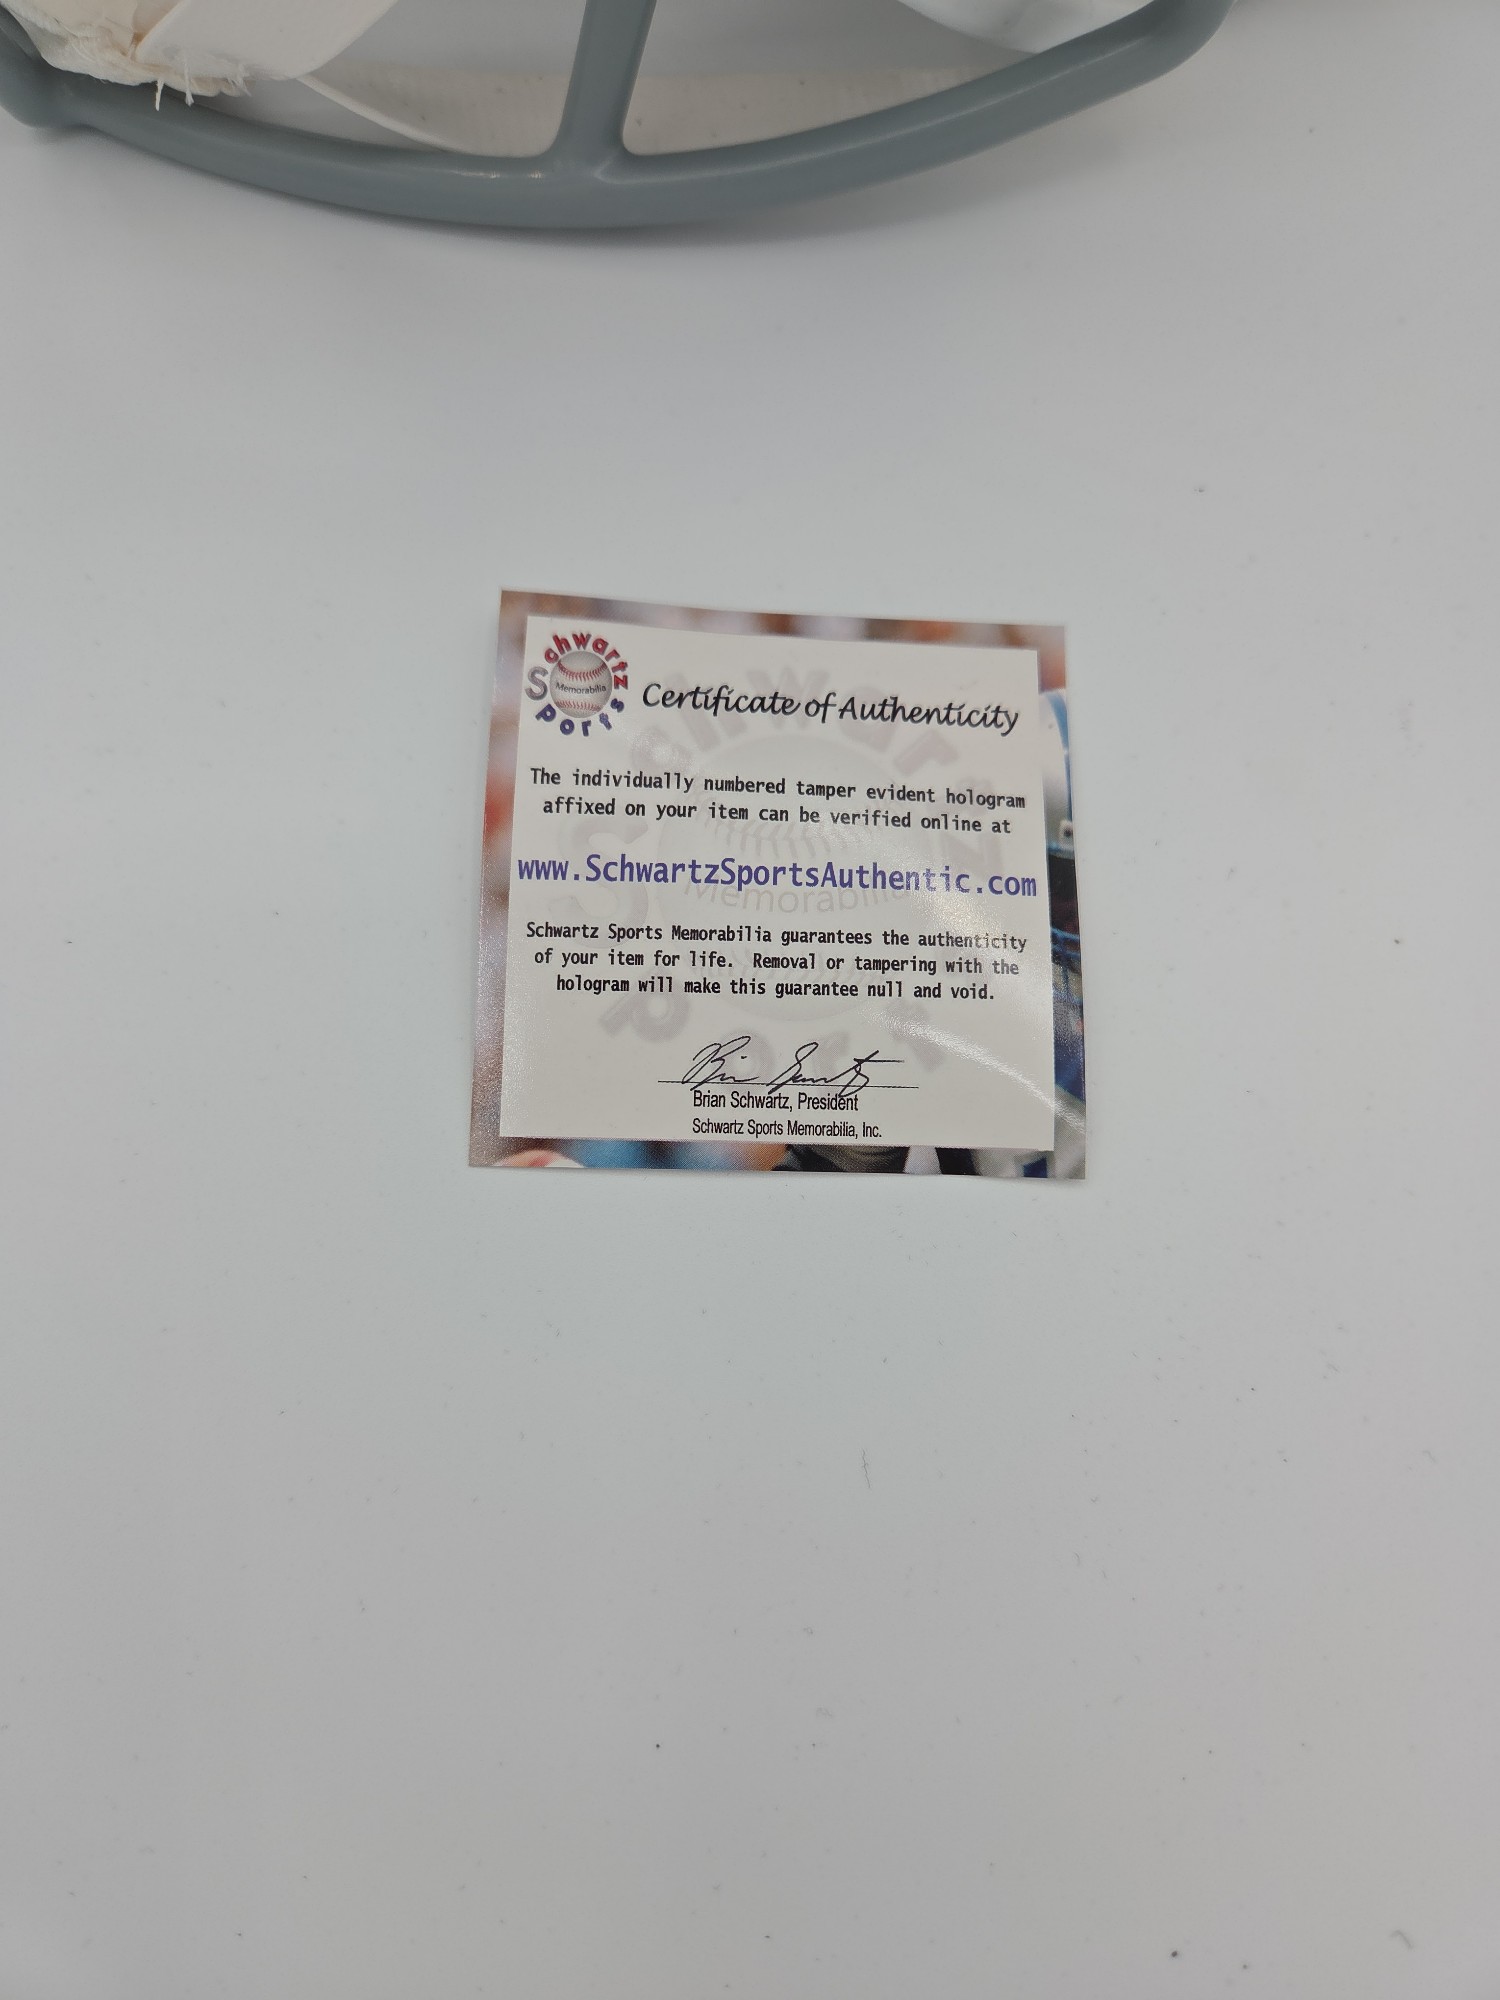 Schwartz
Memorabilia
Sports
Certificate of Authenticity
The individually numbered tamper evident hologram
affixed on your item can be verified online at
www.SchwartzSportsAuthentic.com
Schwartz Sports Memorabilia guarantees the authenticity
of your item for life. Removal or tampering with the
hologram will make this guarantee null and void.
Brian Schwartz
Brian Schwartz, President
Schwartz Sports Memorabilia, Inc.